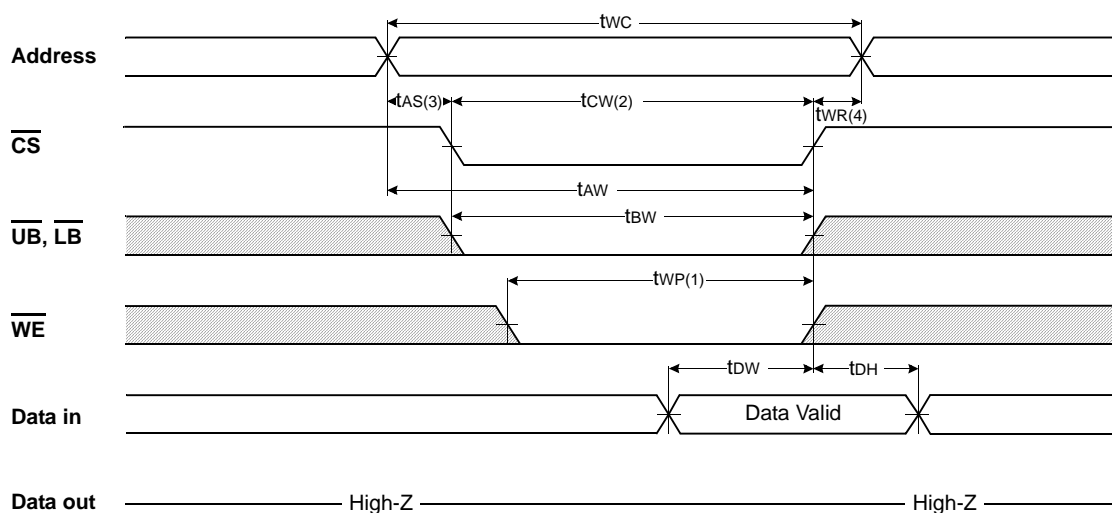 tWC
Address
tAS(3) tCW(2) tWR(4)
CS
tAW
UB, LB
tBW
tWP(1)
WE
tDW tDH
Data in
Data Valid
Data out
High-Z High-Z